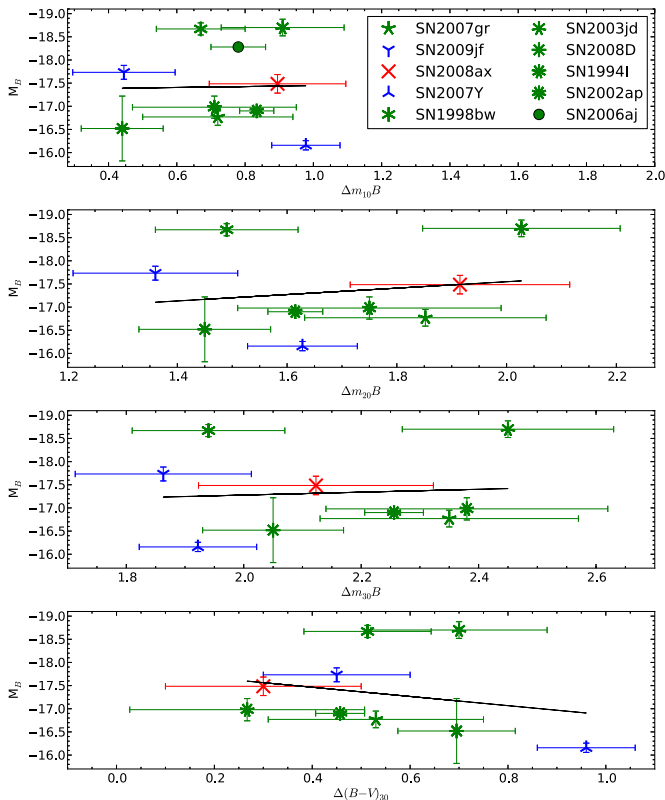 −19.0
−18.5
−18.0
−17.5
−17.0
−16.5
−16.0
M_B
SN2007gr
SN2009jf
SN2008ax
SN2007Y
SN1998bw
SN2003jd
SN2008D
SN1994I
SN2002ap
SN2006aj
0.4 0.6 0.8 1.0 1.2 1.4 1.6 1.8 2.0
Δm₁₀B
−19.0
−18.5
−18.0
−17.5
−17.0
−16.5
−16.0
M_B
1.2 1.4 1.6 1.8 2.0 2.2
Δm₂₀B
−19.0
−18.5
−18.0
−17.5
−17.0
−16.5
−16.0
M_B
1.8 2.0 2.2 2.4 2.6
Δm₃₀B
−19.0
−18.5
−18.0
−17.5
−17.0
−16.5
−16.0
M_B
0.0 0.2 0.4 0.6 0.8 1.0
Δ(B−V)₃₀